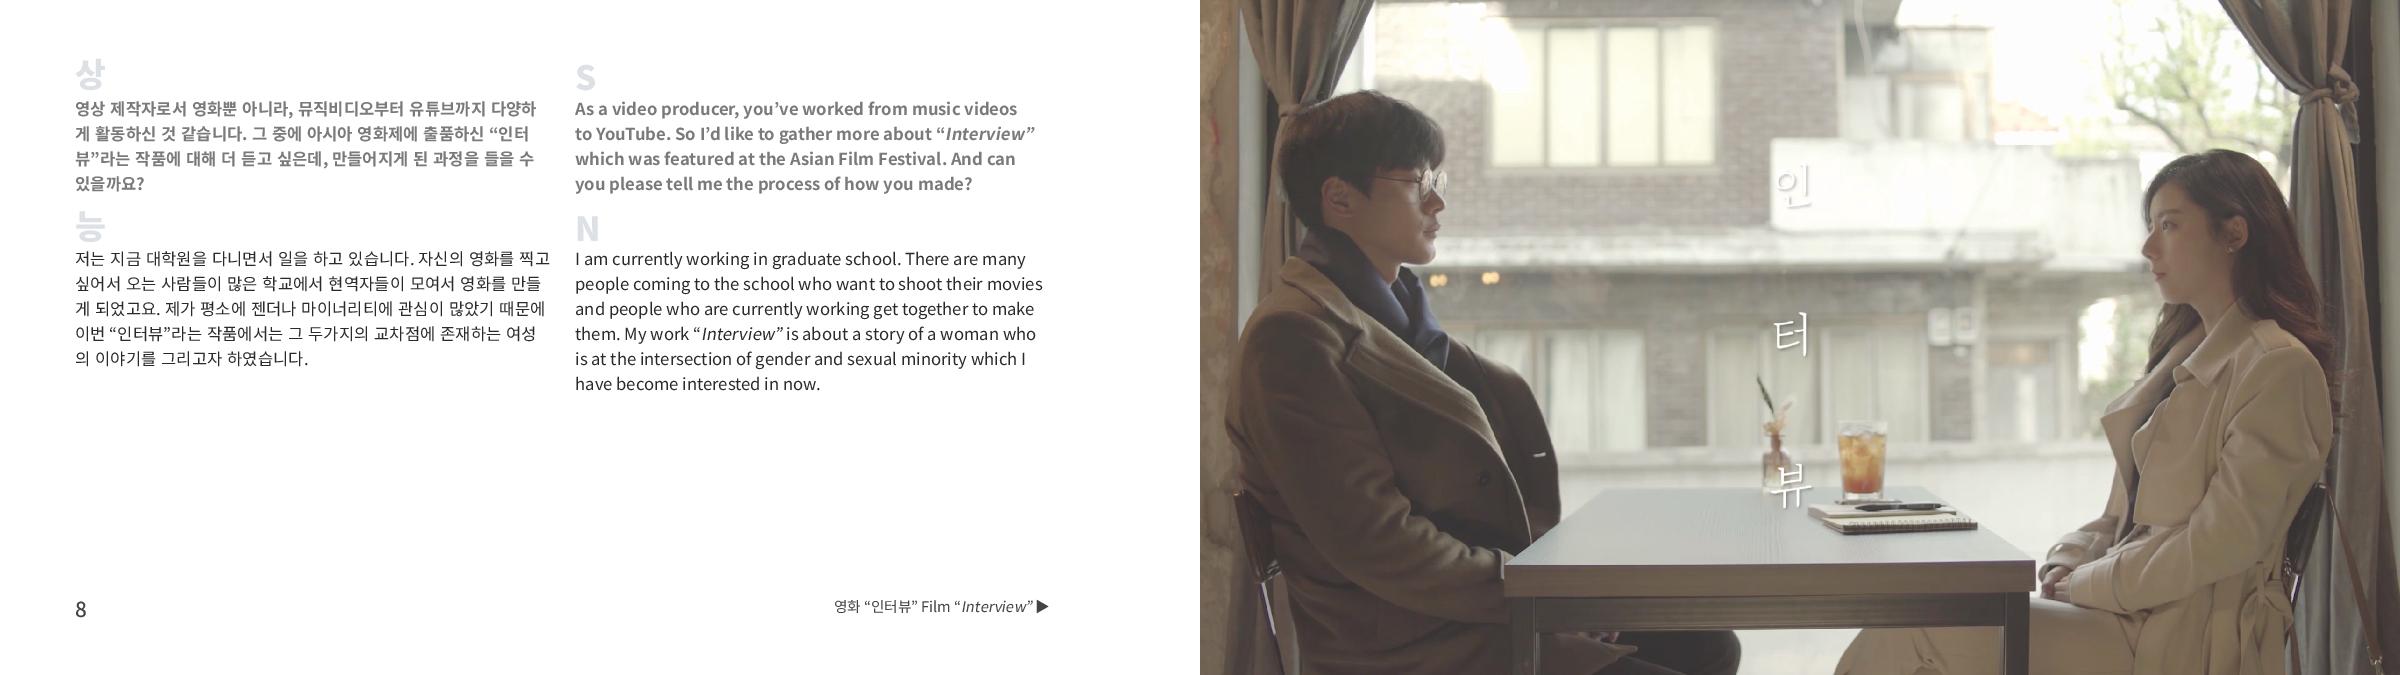 상
영상 제작자로서 영화뿐 아니라, 뮤직비디오부터 유튜브까지 다양하
게 활동하신 것 같습니다. 그 중에 아시아 영화제에 출품하신 “인터
뷰”라는 작품에 대해 더 듣고 싶은데, 만들어지게 된 과정을 들을 수
있을까요?
능
저는 지금 대학원을 다니면서 일을 하고 있습니다. 자신의 영화를 찍고
싶어서 오는 사람들이 많은 학교에서 현역자들이 모여서 영화를 만들
게 되었고요. 제가 평소에 젠더나 마이너리티에 관심이 많았기 때문에
이번 “인터뷰”라는 작품에서는 그 두가지의 교차점에 존재하는 여성
의 이야기를 그리고자 하였습니다.
S
As a video producer, you’ve worked from music videos
to YouTube. So I’d like to gather more about “Interview”
which was featured at the Asian Film Festival. And can
you please tell me the process of how you made?
N
I am currently working in graduate school. There are many
people coming to the school who want to shoot their movies
and people who are currently working get together to make
them. My work “Interview” is about a story of a woman who
is at the intersection of gender and sexual minority which I
have become interested in now.
8
영화 “인터뷰” Film “Interview” ▶
인
터
뷰